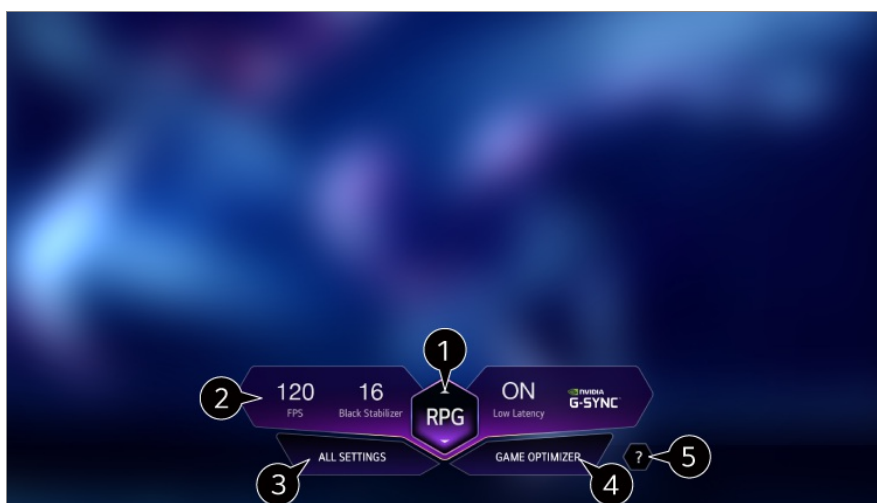 1
2
120
FPS
16
Black Stabilizer
RPG
ON
Low Latency
NVIDIA
G-SYNC
3
ALL SETTINGS
GAME OPTIMIZER
4
?
5